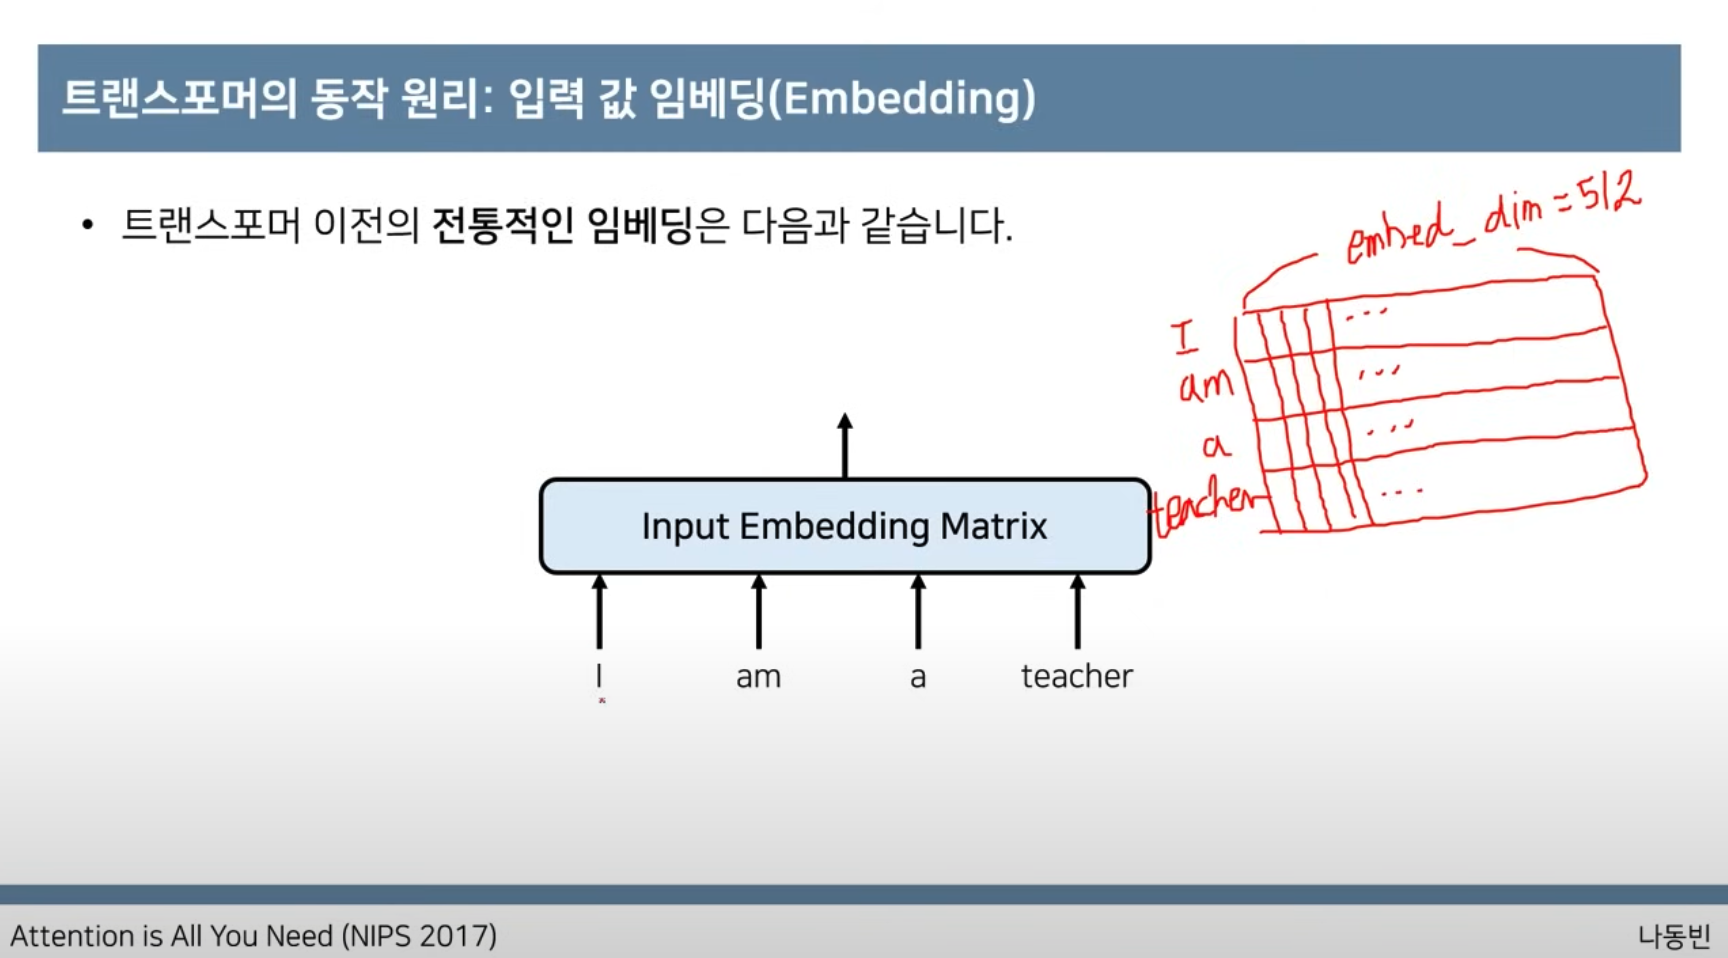 트랜스포머의 동작 원리: 입력 값 임베딩(Embedding)
• 트랜스포머 이전의 전통적인 임베딩은 다음과 같습니다.
embed_dim = 512
I ...
am ...
a ...
teacher ...
Input Embedding Matrix
I am a teacher
Attention is All You Need (NIPS 2017) 나동빈